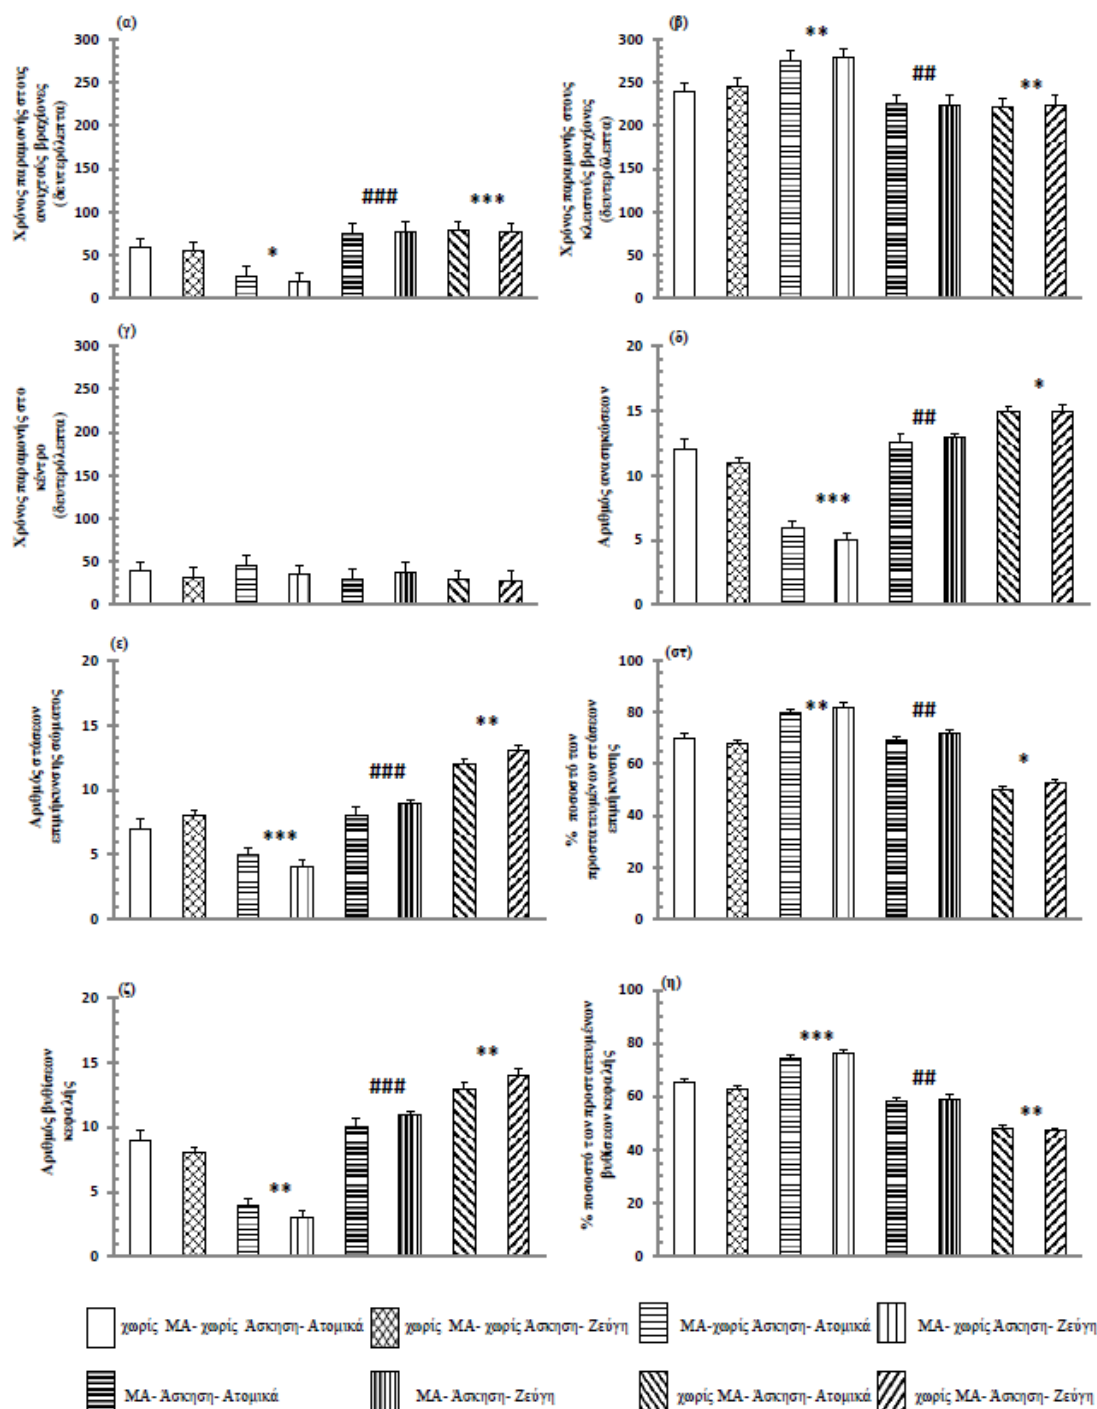 (α)
300
250
200
150
100
50
0
Χρόνος παραμονής στους
ανοιχτούς βραχίονες
(δευτερόλεπτα)
*
###
***
(β)
300
250
200
150
100
50
0
Χρόνος παραμονής στους
κλειστούς βραχίονες
(δευτερόλεπτα)
**
##
**
(γ)
300
250
200
150
100
50
0
Χρόνος παραμονής στο
κέντρο
(δευτερόλεπτα)
(δ)
20
15
10
5
0
Αριθμός ανασηκώσεων
***
##
*
(ε)
20
15
10
5
0
Αριθμός στάσεων
επιμήκυνσης σώματος
***
###
**
(στ)
100
80
60
40
20
0
% ποσοστό των
προστατευμένων στάσεων
επιμήκυνσης
**
##
*
(ζ)
20
15
10
5
0
Αριθμός βυθίσεων
κεφαλής
**
###
**
(η)
100
80
60
40
20
0
% ποσοστό των προστατευμένων
βυθίσεων κεφαλής
***
##
**
χωρίς ΜΑ- χωρίς Άσκηση- Ατομικά
χωρίς ΜΑ- χωρίς Άσκηση- Ζεύγη
ΜΑ-χωρίς Άσκηση- Ατομικά
ΜΑ- χωρίς Άσκηση- Ζεύγη
ΜΑ- Άσκηση- Ατομικά
ΜΑ- Άσκηση- Ζεύγη
χωρίς ΜΑ- Άσκηση- Ατομικά
χωρίς ΜΑ- Άσκηση- Ζεύγη